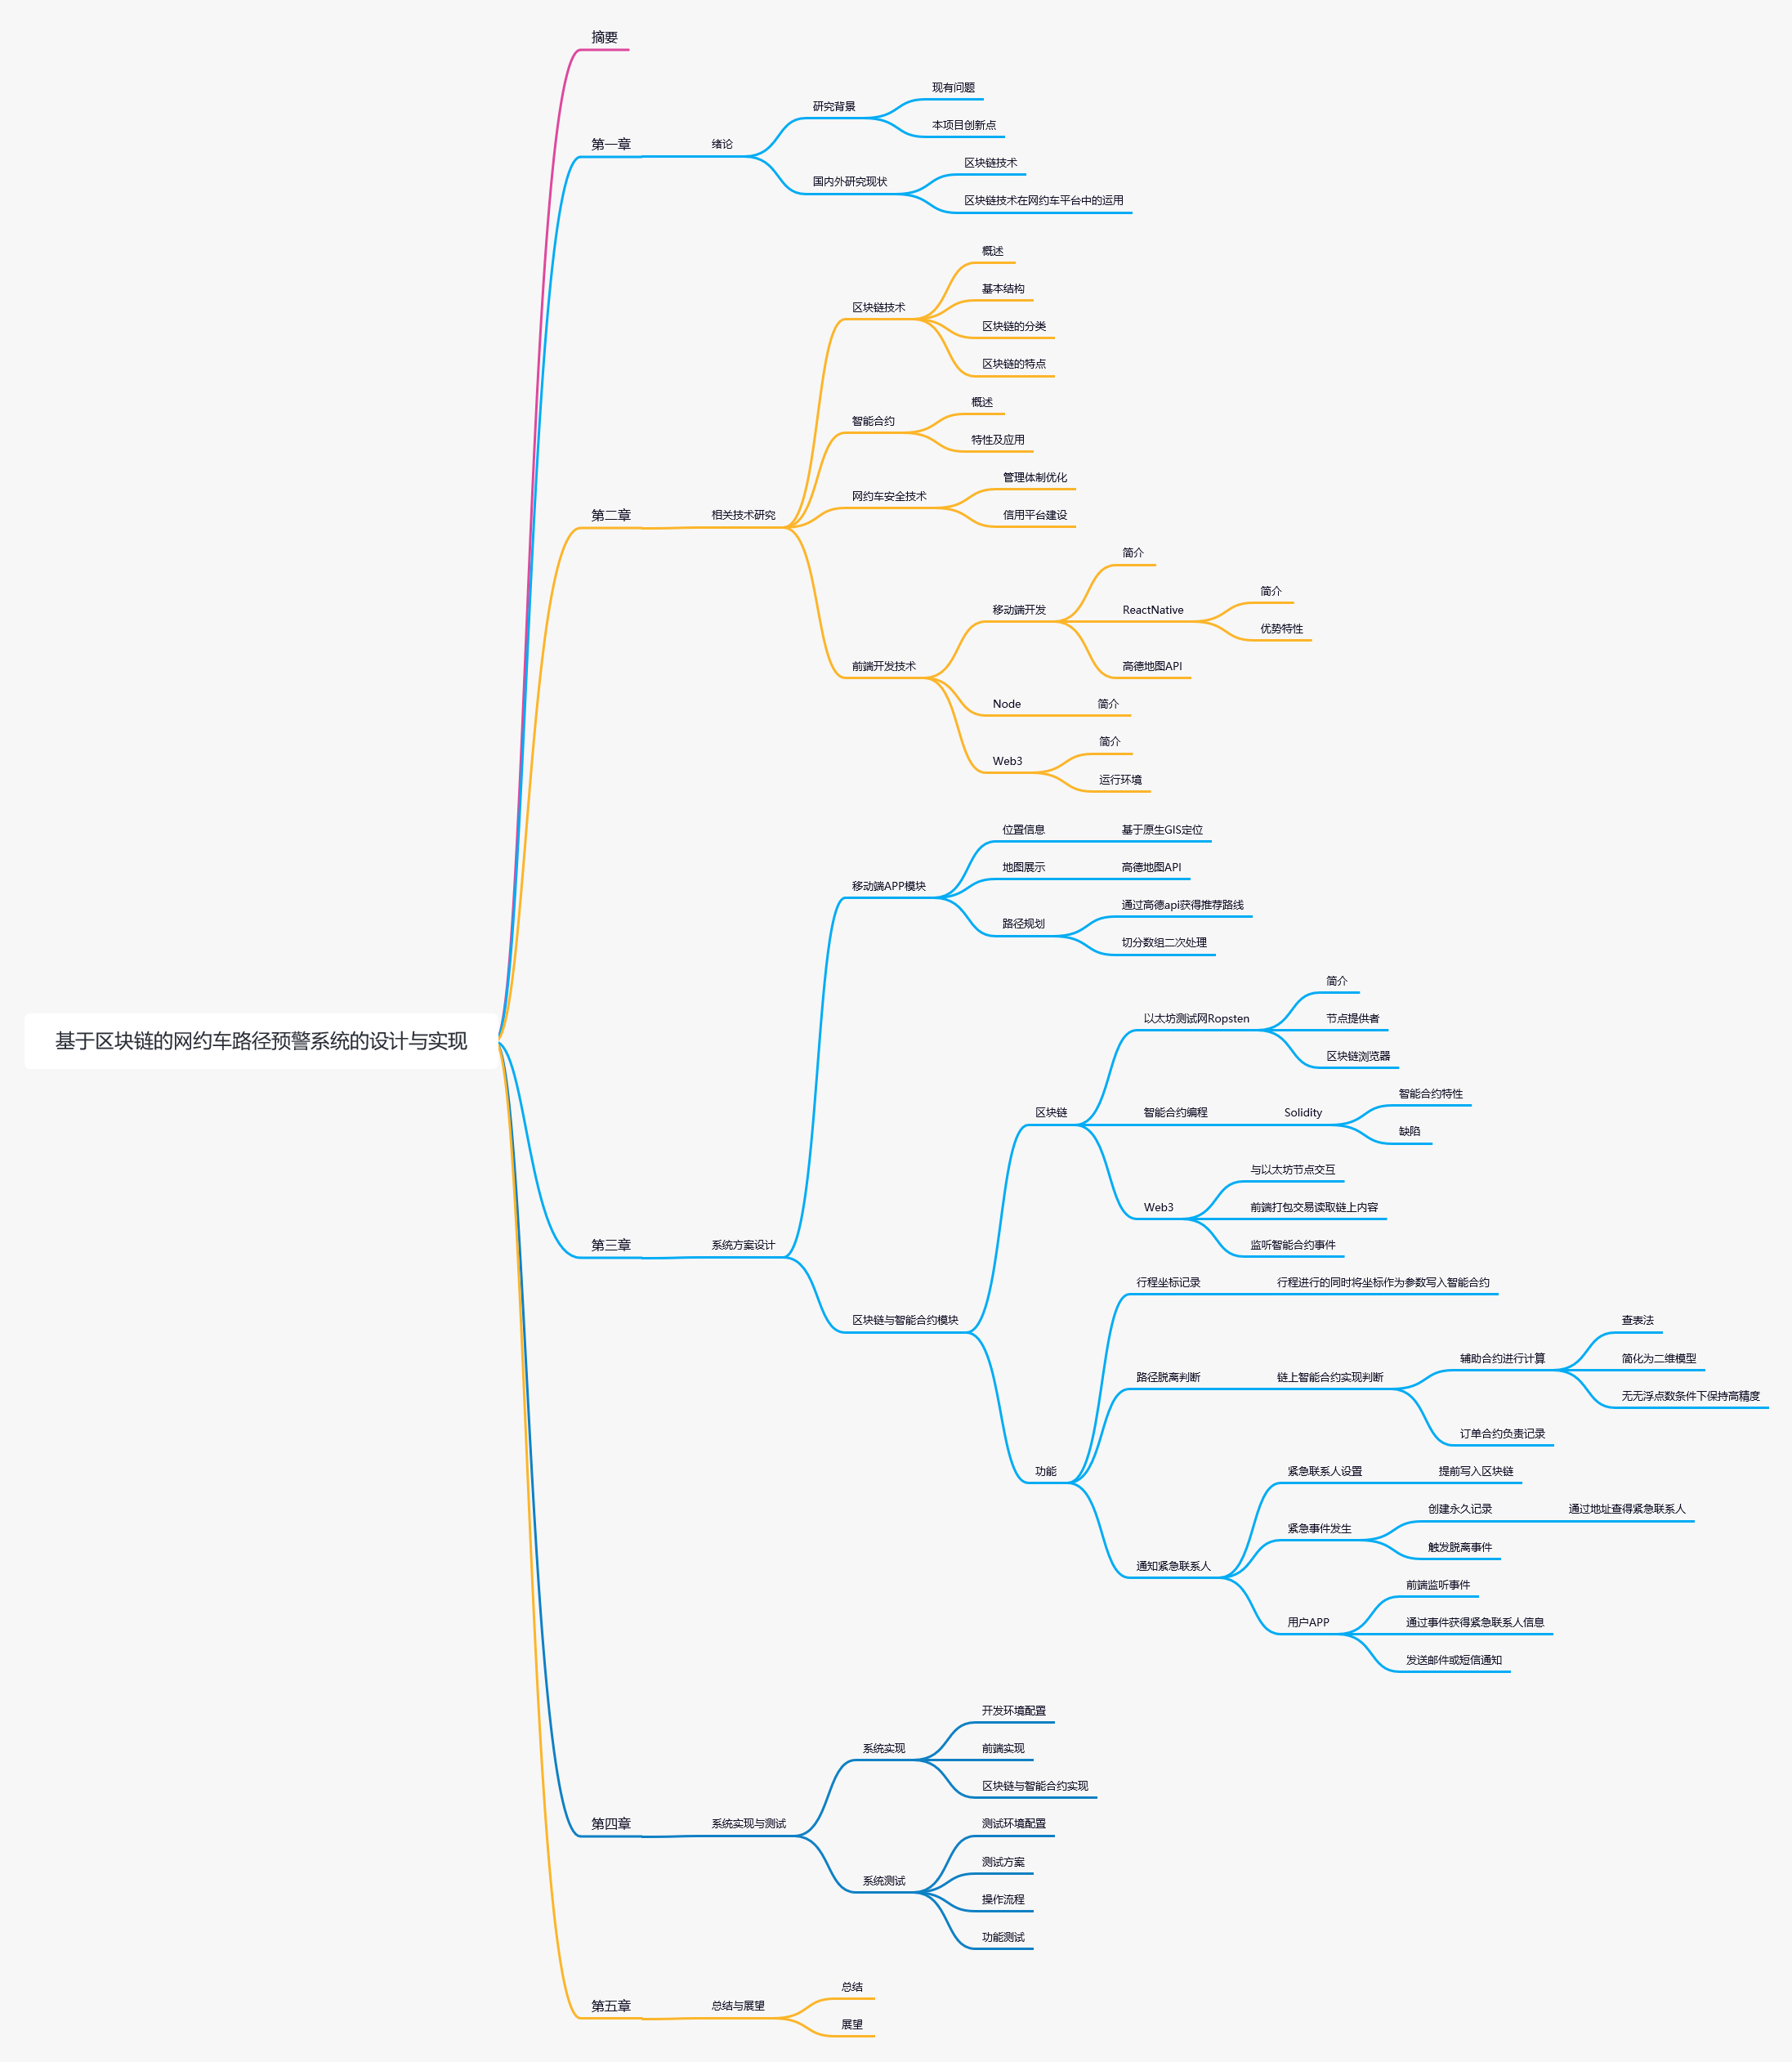 摘要
第一章
绪论
研究背景
现有问题
本项目创新点
国内外研究现状
区块链技术
区块链技术在网约车平台中的运用
第二章
相关技术研究
区块链技术
概述
基本结构
区块链的分类
区块链的特点
智能合约
概述
特性及应用
网约车安全技术
管理体制优化
信用平台建设
前端开发技术
移动端开发
简介
ReactNative
简介
优势特性
高德地图API
Node
简介
Web3
简介
运行环境
基于区块链的网约车路径预警系统的设计与实现
第三章
系统方案设计
移动端APP模块
位置信息
基于原生GIS定位
地图展示
高德地图API
路径规划
通过高德api获得推荐路线
切分数组二次处理
区块链与智能合约模块
区块链
以太坊测试网Ropsten
简介
节点提供者
区块链浏览器
智能合约编程
Solidity
智能合约特性
缺陷
Web3
与以太坊节点交互
前端打包交易读取链上内容
监听智能合约事件
功能
行程坐标记录
行程进行的同时将坐标作为参数写入智能合约
路径脱离判断
链上智能合约实现判断
辅助合约进行计算
查表法
简化为二维模型
无无浮点数条件下保持高精度
订单合约负责记录
通知紧急联系人
紧急联系人设置
提前写入区块链
紧急事件发生
创建永久记录
通过地址查得紧急联系人
触发脱离事件
用户APP
前端监听事件
通过事件获得紧急联系人信息
发送邮件或短信通知
第四章
系统实现与测试
系统实现
开发环境配置
前端实现
区块链与智能合约实现
系统测试
测试环境配置
测试方案
操作流程
功能测试
第五章
总结与展望
总结
展望